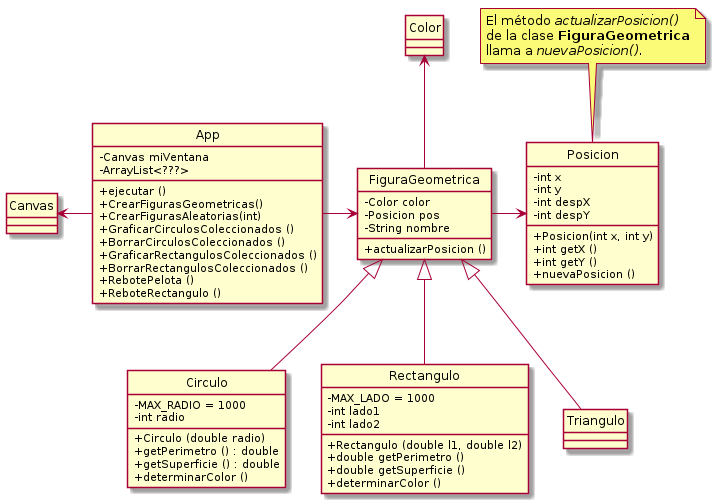 Color
El método actualizarPosicion()
de la clase FiguraGeometrica
llama a nuevaPosicion().
Canvas
App
-Canvas miVentana
-ArrayList<???>
+ejecutar ()
+CrearFigurasGeometricas()
+CrearFigurasAleatorias(int)
+GraficarCirculosColeccionados ()
+BorrarCirculosColeccionados ()
+GraficarRectangulosColeccionados ()
+BorrarRectangulosColeccionados ()
+RebotePelota ()
+ReboteRectangulo ()
FiguraGeometrica
-Color color
-Posicion pos
-String nombre
+actualizarPosicion ()
Posicion
-int x
-int y
-int despX
-int despY
+Posicion(int x, int y)
+int getX ()
+int getY ()
+nuevaPosicion ()
Circulo
-MAX_RADIO = 1000
-int radio
+Circulo (double radio)
+getPerimetro () : double
+getSuperficie () : double
+determinarColor ()
Rectangulo
-MAX_LADO = 1000
-int lado1
-int lado2
+Rectangulo (double l1, double l2)
+double getPerimetro ()
+double getSuperficie ()
+determinarColor ()
Triangulo